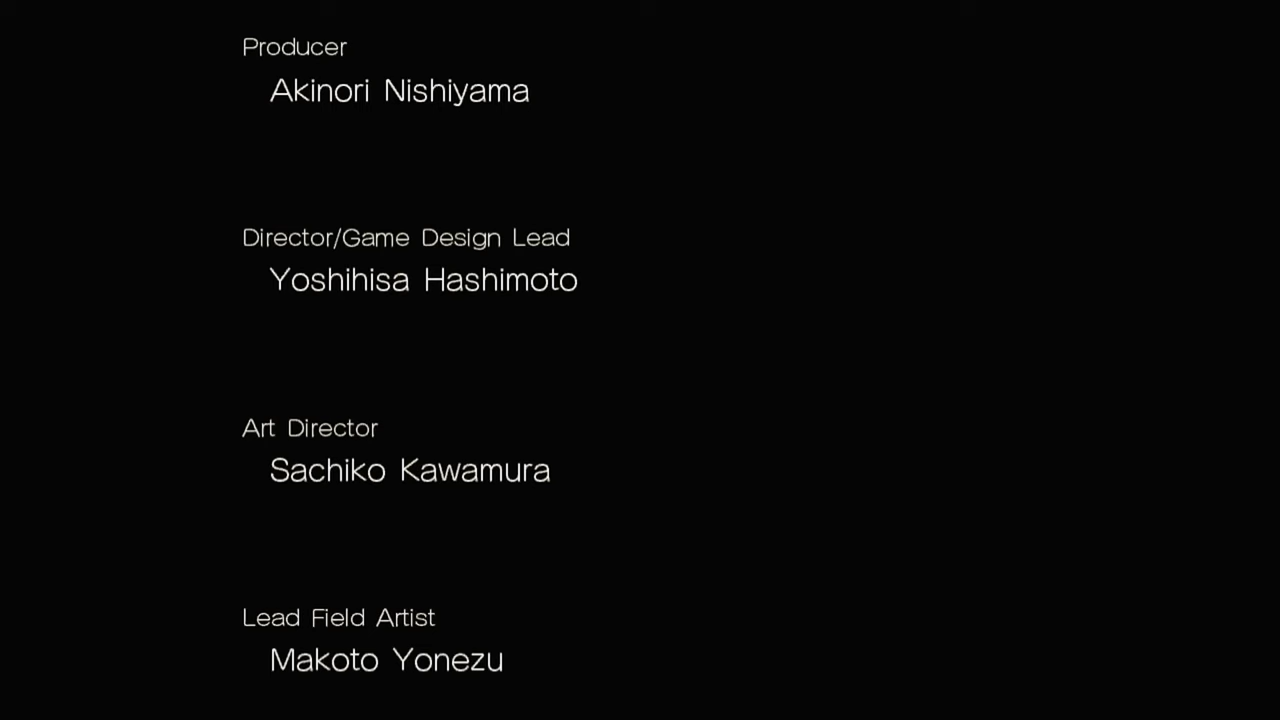 Producer
Akinori Nishiyama
Director/Game Design Lead
Yoshihisa Hashimoto
Art Director
Sachiko Kawamura
Lead Field Artist
Makoto Yonezu